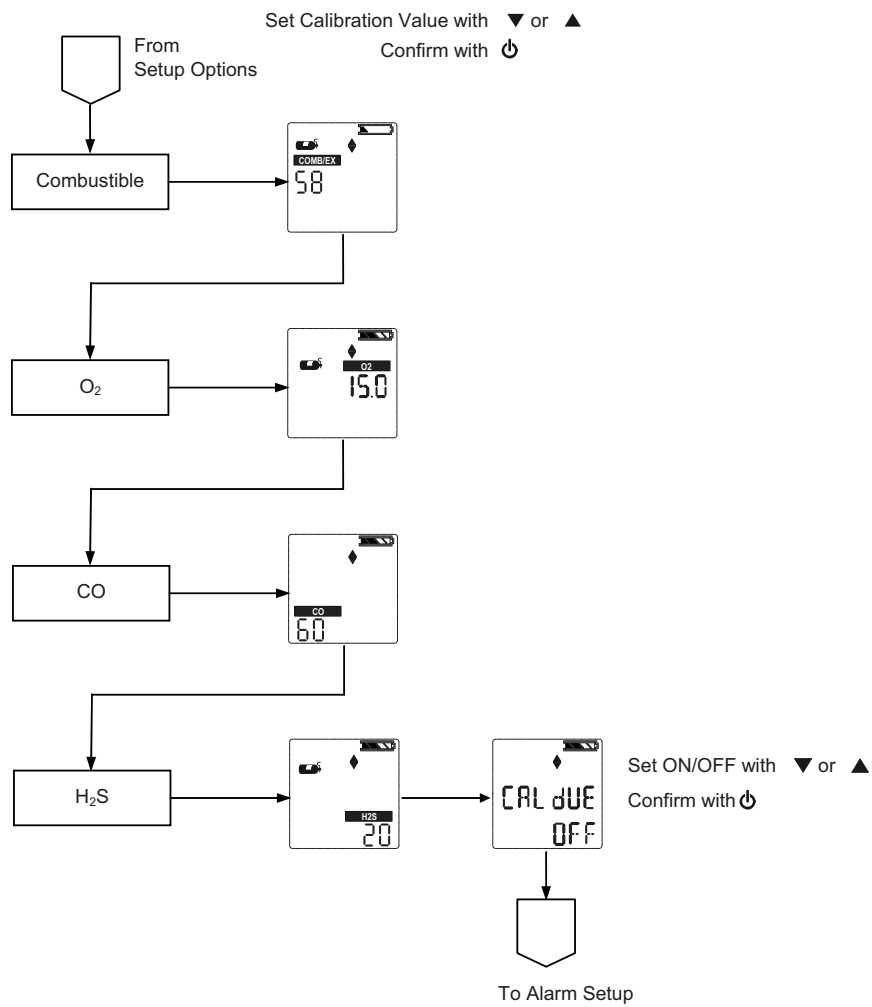 Set Calibration Value with ▼ or ▲
Confirm with ⏻
From
Setup Options
COMB/EX
Combustible
58
O2
O₂
15.0
CO
CO
60
H₂S
H2S
20
CAL dUE
OFF
Set ON/OFF with ▼ or ▲
Confirm with ⏻
To Alarm Setup